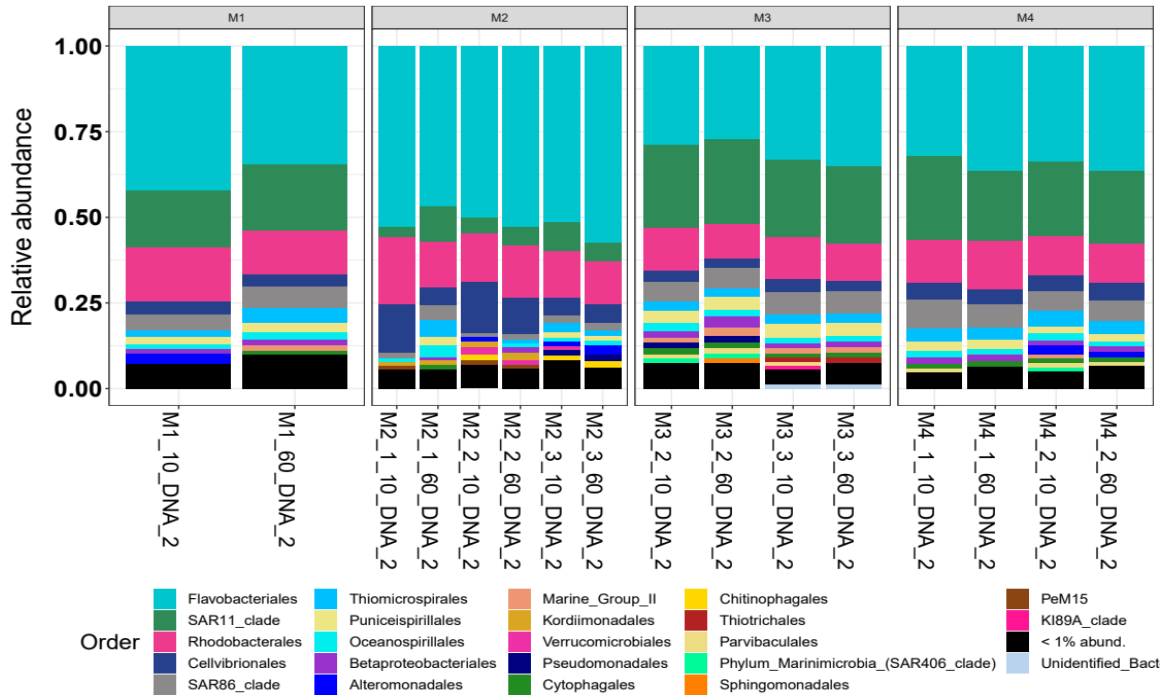 M1 M2 M3 M4
Relative abundance
1.00
0.75
0.50
0.25
0.00
M1_10_DNA_2
M1_60_DNA_2
M2_1_10_DNA_2
M2_1_60_DNA_2
M2_2_10_DNA_2
M2_2_60_DNA_2
M2_3_10_DNA_2
M2_3_60_DNA_2
M3_2_10_DNA_2
M3_2_60_DNA_2
M3_3_10_DNA_2
M3_3_60_DNA_2
M4_1_10_DNA_2
M4_1_60_DNA_2
M4_2_10_DNA_2
M4_2_60_DNA_2
Order
Flavobacteriales
SAR11_clade
Rhodobacterales
Cellvibrionales
SAR86_clade
Thiomicrospirales
Puniceispirillales
Oceanospirillales
Betaproteobacteriales
Alteromonadales
Marine_Group_II
Kordiimonadales
Verrucomicrobiales
Pseudomonadales
Cytophagales
Chitinophagales
Thiotrichales
Parvibaculales
Phylum_Marinimicrobia_(SAR406_clade)
Sphingomonadales
PeM15
KI89A_clade
< 1% abund.
Unidentified_Bact